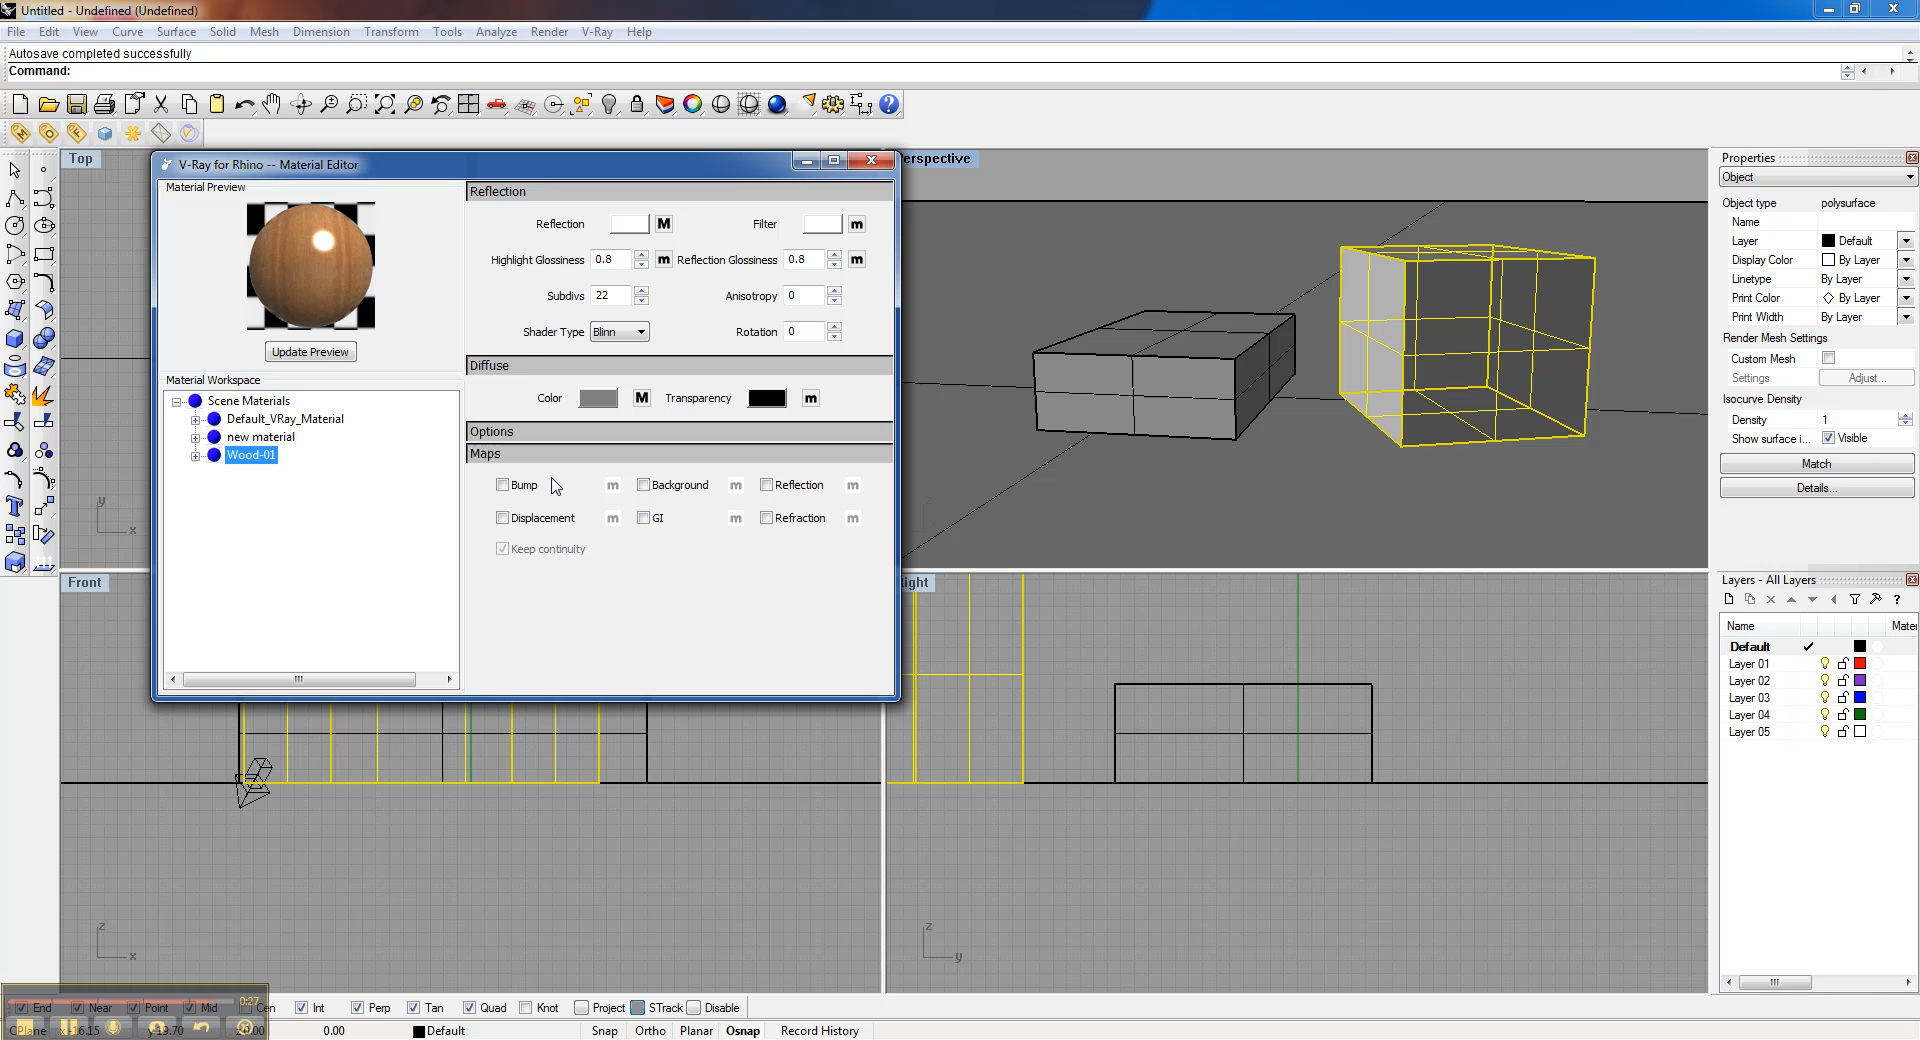 Untitled - Undefined (Undefined)
File Edit View Curve Surface Solid Mesh Dimension Transform Tools Analyze Render V-Ray Help
Autosave completed successfully
Command:
Top
V-Ray for Rhino -- Material Editor
Material Preview
Update Preview
Material Workspace
Scene Materials
Default_VRay_Material
new material
Wood-01
Reflection
Reflection M Filter m
Highlight Glossiness 0.8 m Reflection Glossiness 0.8 m
Subdivs 22 Anisotropy 0
Shader Type Blinn Rotation 0
Diffuse
Color M Transparency m
Options
Maps
Bump m Background m Reflection m
Displacement m GI m Refraction m
Keep continuity
erspective
Properties
Object
Object type polysurface
Name
Layer Default
Display Color By Layer
Linetype By Layer
Print Color By Layer
Print Width By Layer
Render Mesh Settings
Custom Mesh
Settings Adjust...
Isocurve Density
Density 1
Show surface i... Visible
Match
Details...
y
x
Front
ight
Layers - All Layers
Name Mater
Default
Layer 01
Layer 02
Layer 03
Layer 04
Layer 05
z
x
z
y
0:27
End Near Point Mid Cen Int Perp Tan Quad Knot Project STrack Disable
CPlane x -16.15 y -19.70 0.00 Default Snap Ortho Planar Osnap Record History